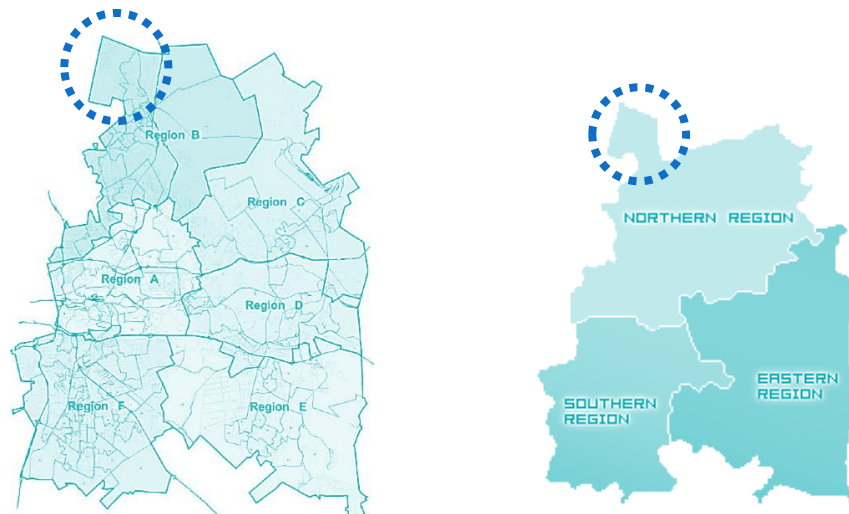 Region B
Region C
Region A
Region D
Region F
Region E
NORTHERN REGION
EASTERN
REGION
SOUTHERN
REGION